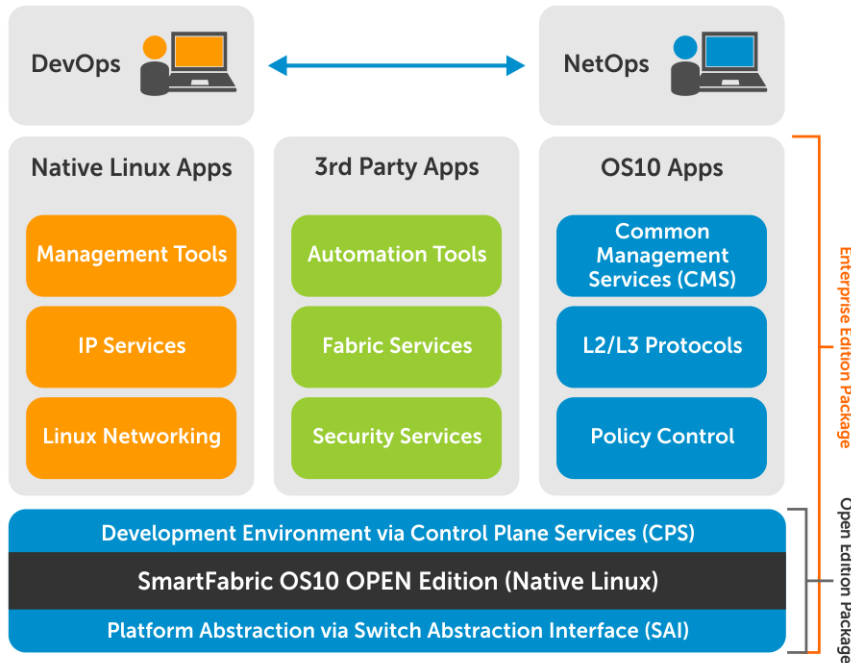 DevOps
NetOps
Native Linux Apps
3rd Party Apps
OS10 Apps
Management Tools
Automation Tools
Common
Management
Services (CMS)
IP Services
Fabric Services
L2/L3 Protocols
Linux Networking
Security Services
Policy Control
Enterprise Edition Package
Development Environment via Control Plane Services (CPS)
SmartFabric OS10 OPEN Edition (Native Linux)
Platform Abstraction via Switch Abstraction Interface (SAI)
Open Edition Package